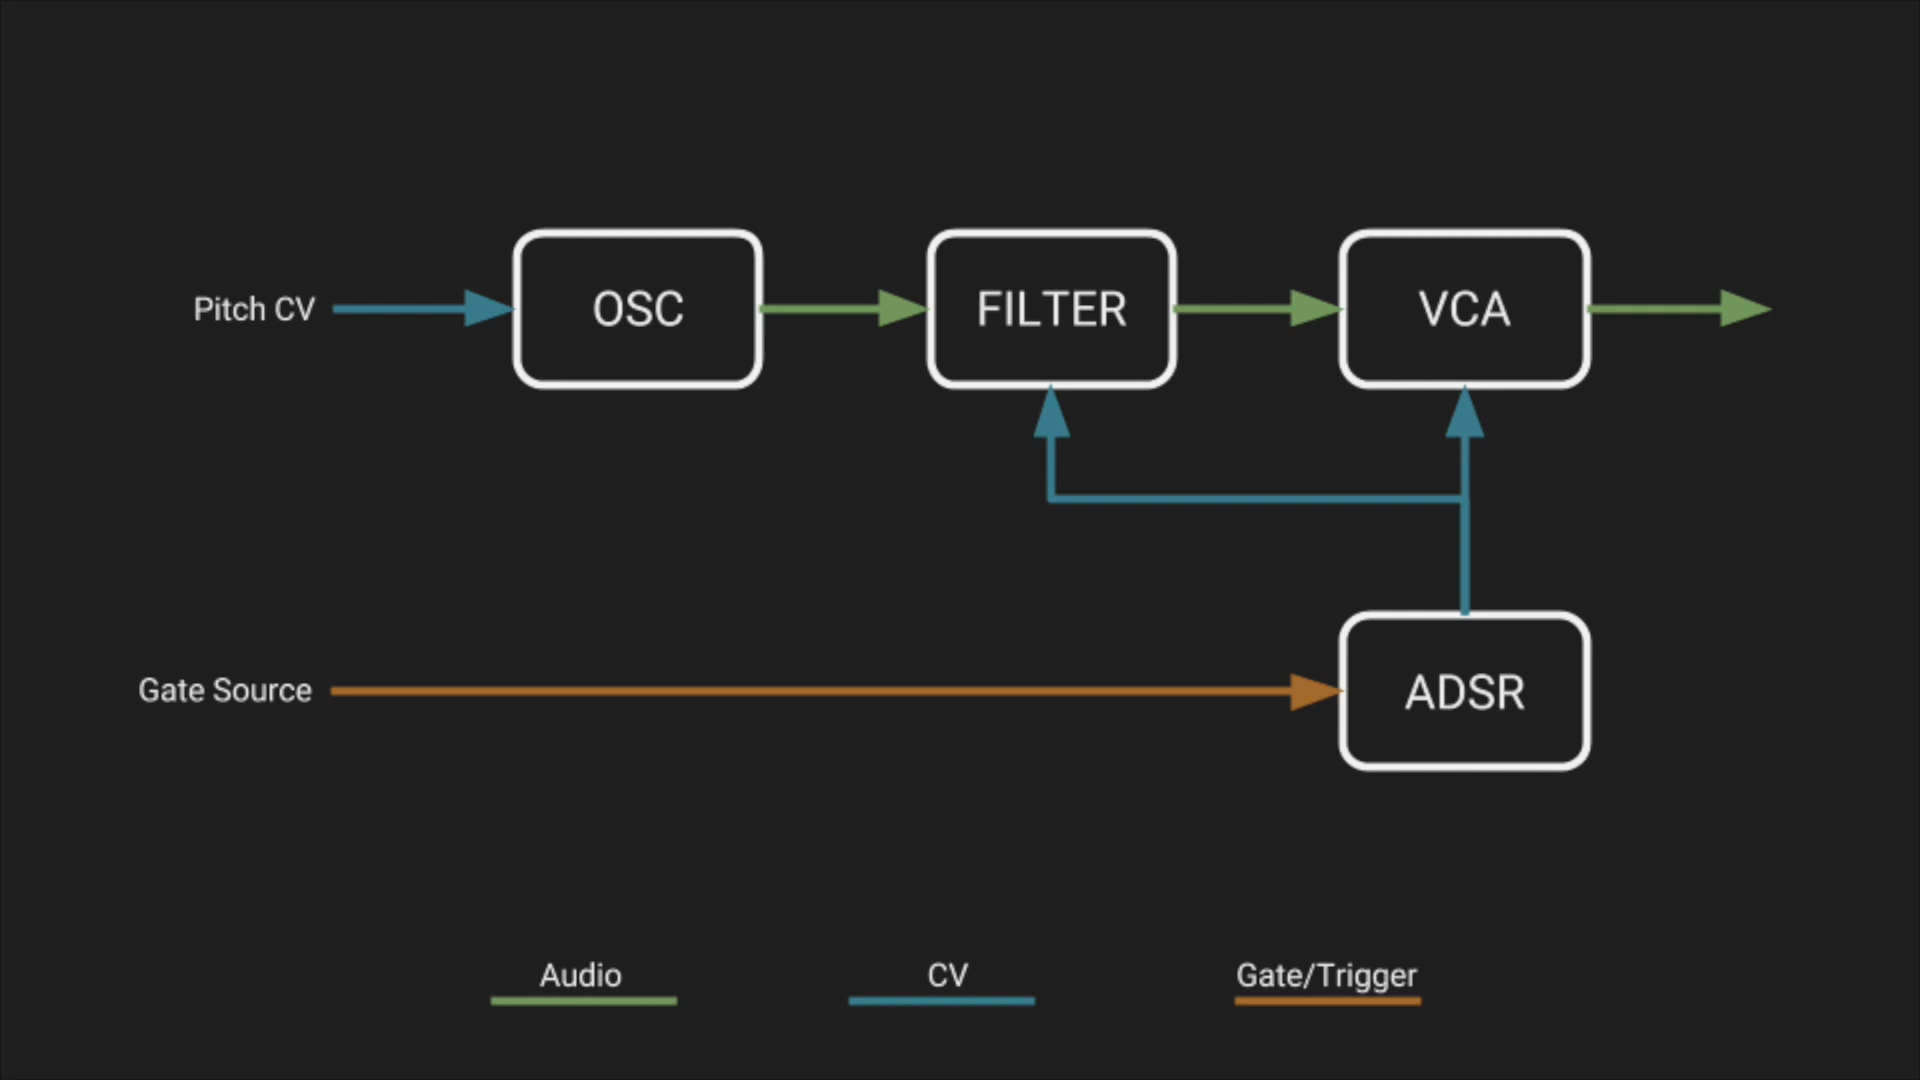 Pitch CV
OSC
FILTER
VCA
Gate Source
ADSR
Audio
CV
Gate/Trigger